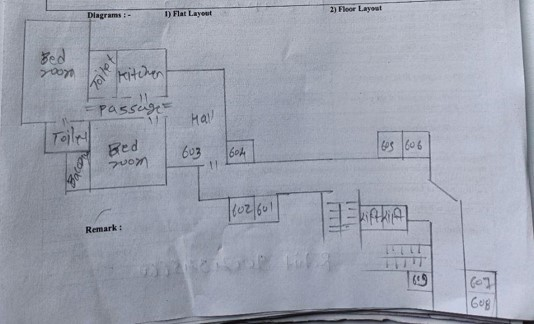 Diagrams : - 1) Flat Layout 2) Floor Layout
Bed room
Toilet
Kitchen
= Passage =
Hall
Toilet
Bed room
603
604
605 606
602 601
Lift Lift
609
607
608
Remark :